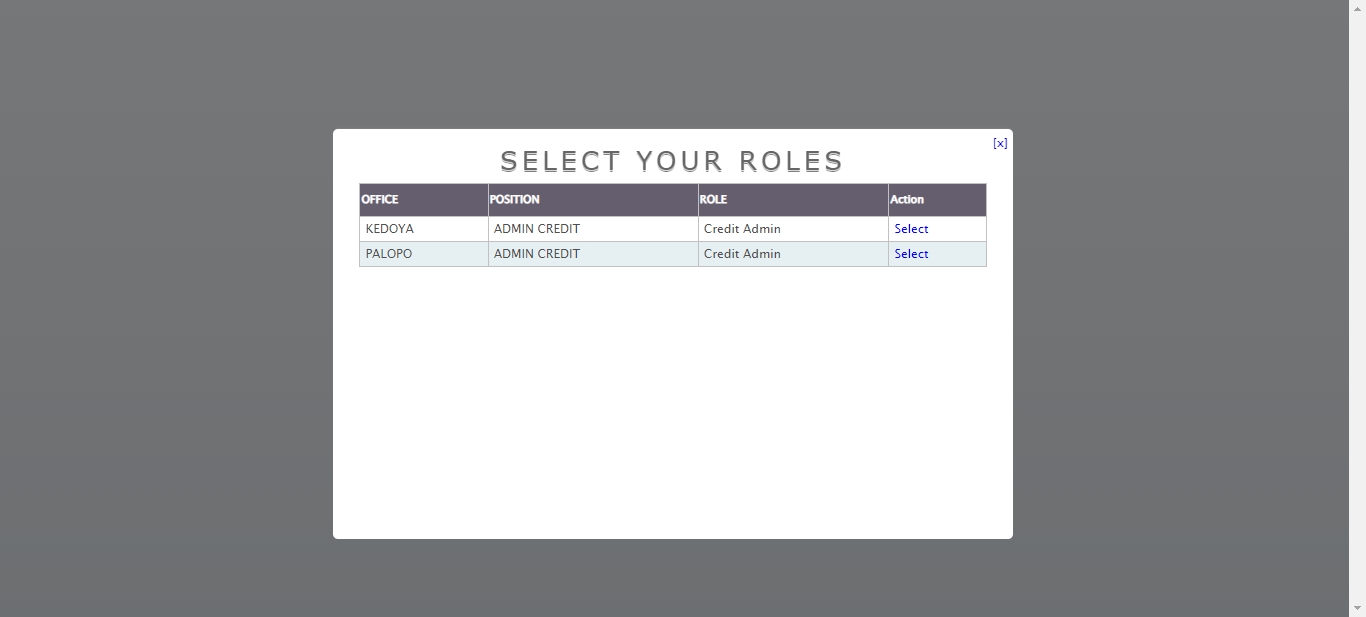 [x]
SELECT YOUR ROLES
OFFICE POSITION ROLE Action
KEDOYA ADMIN CREDIT Credit Admin Select
PALOPO ADMIN CREDIT Credit Admin Select